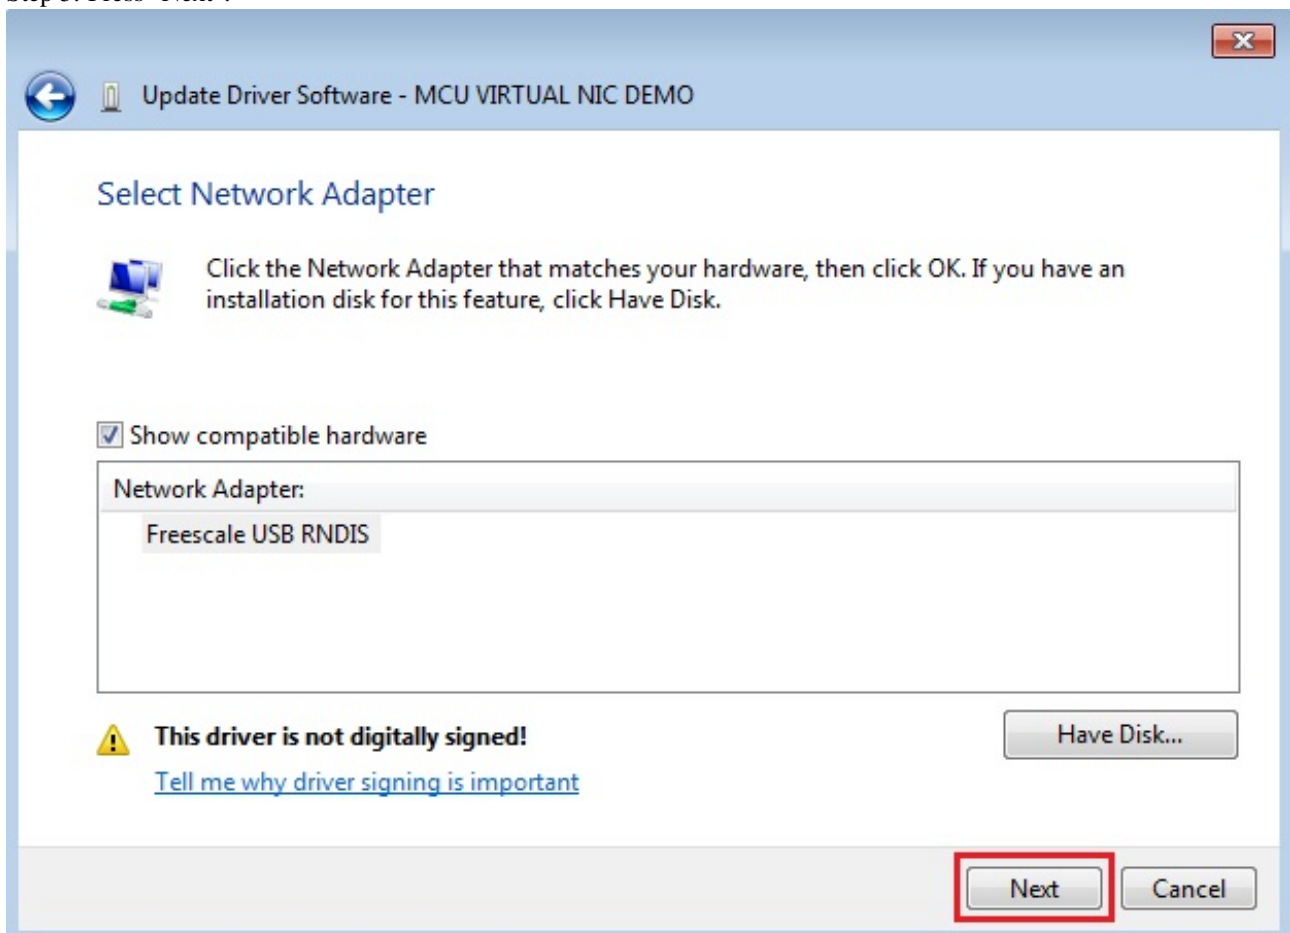 Update Driver Software - MCU VIRTUAL NIC DEMO
Select Network Adapter
Click the Network Adapter that matches your hardware, then click OK. If you have an
installation disk for this feature, click Have Disk.
Show compatible hardware
Network Adapter:
Freescale USB RNDIS
This driver is not digitally signed!
Have Disk...
Tell me why driver signing is important
Next
Cancel